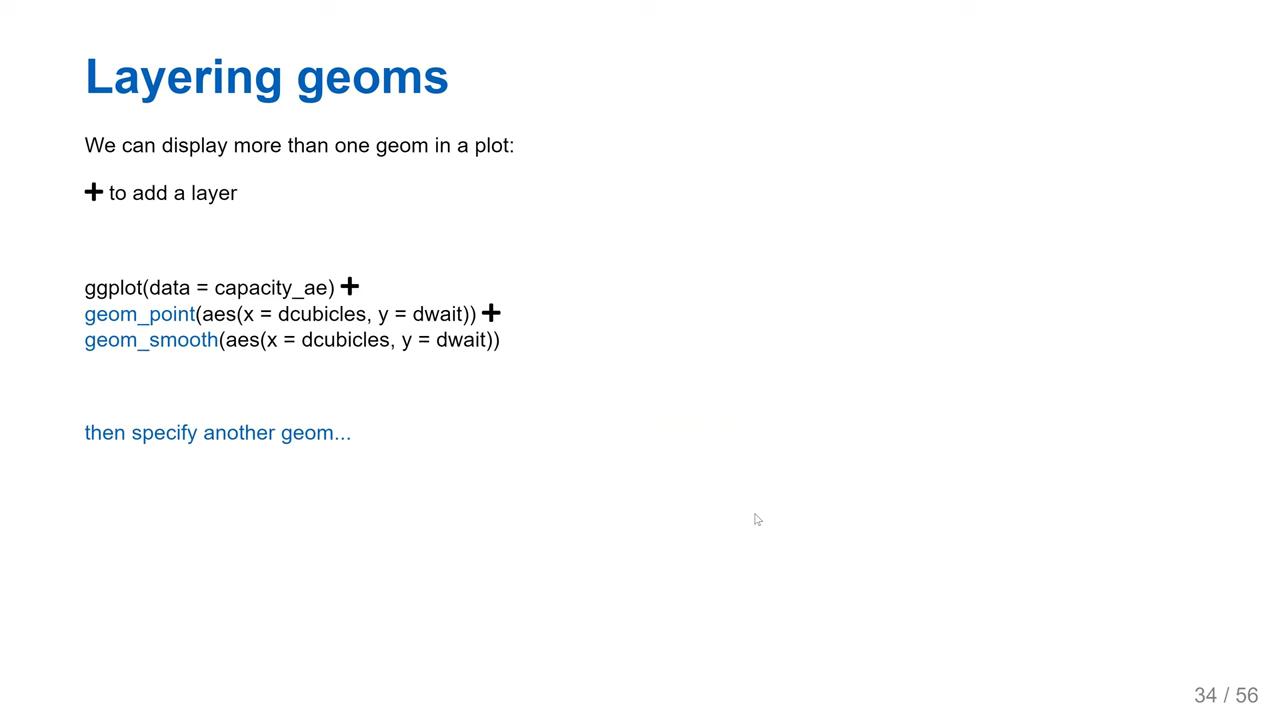 Layering geoms
We can display more than one geom in a plot:
+ to add a layer
ggplot(data = capacity_ae) +
geom_point(aes(x = dcubicles, y = dwait)) +
geom_smooth(aes(x = dcubicles, y = dwait))
then specify another geom...
34 / 56